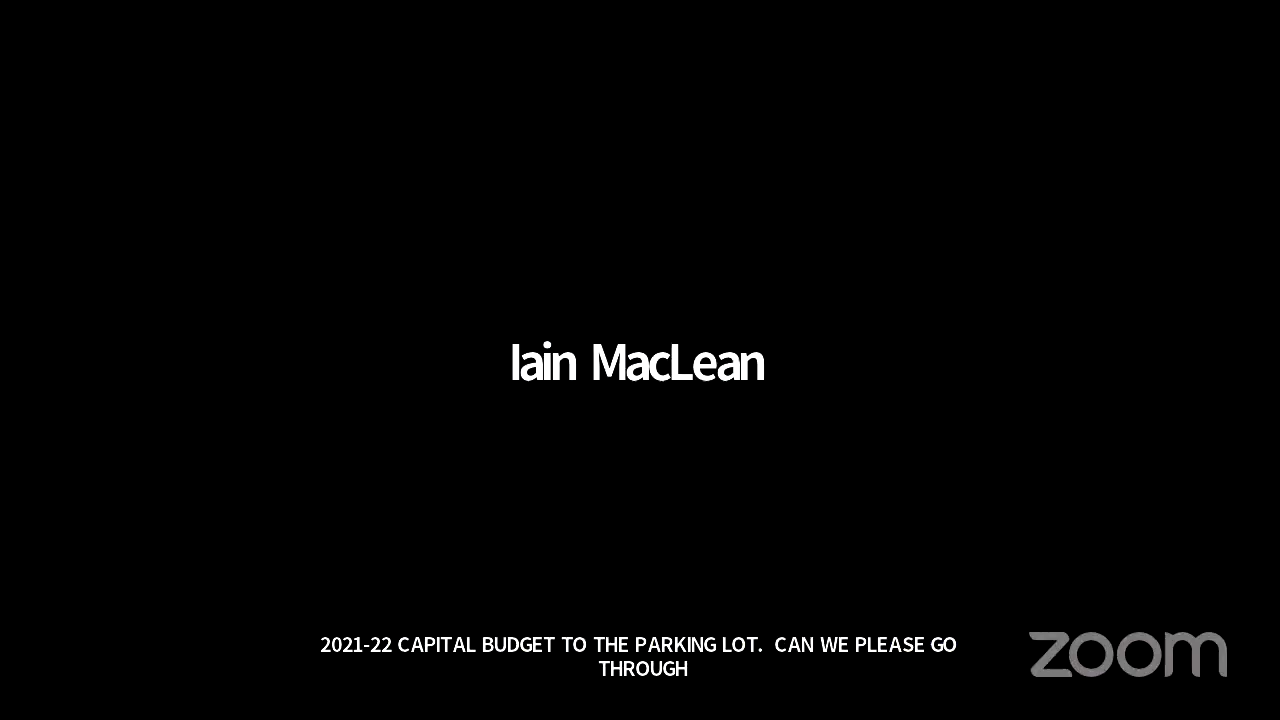 Iain MacLean
2021-22 CAPITAL BUDGET TO THE PARKING LOT.  CAN WE PLEASE GO
THROUGH
zoom